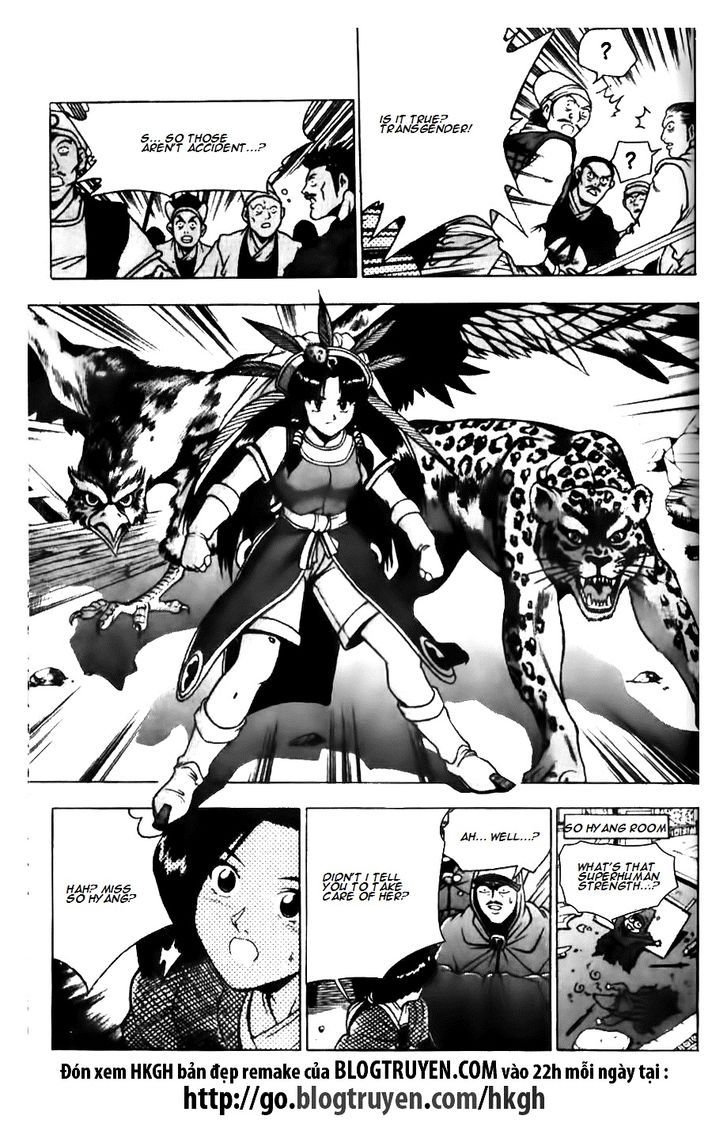 ?
IS IT TRUE?
TRANSGENDER!
?
S... SO THOSE
AREN'T ACCIDENT...?
SO HYANG ROOM
WHAT'S THAT
SUPERHUMAN
STRENGTH...?
AH... WELL...?
DIDN'T I TELL
YOU TO TAKE
CARE OF HER?
HAH? MISS
SO HYANG?
Đón xem HKGH bản đẹp remake của BLOGTRUYEN.COM vào 22h mỗi ngày tại :
http://go.blogtruyen.com/hkgh